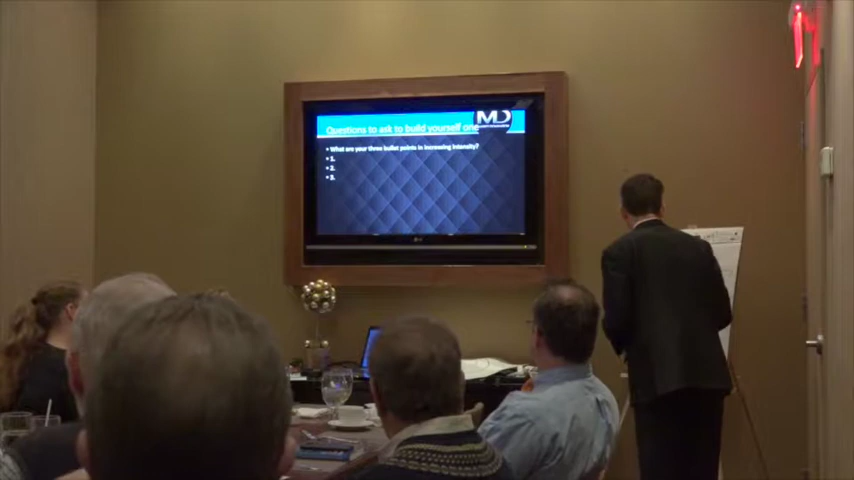 Questions to ask to build yourself one
MD
• What are your three bullet points in increasing intensity?
• 1.
• 2.
• 3.